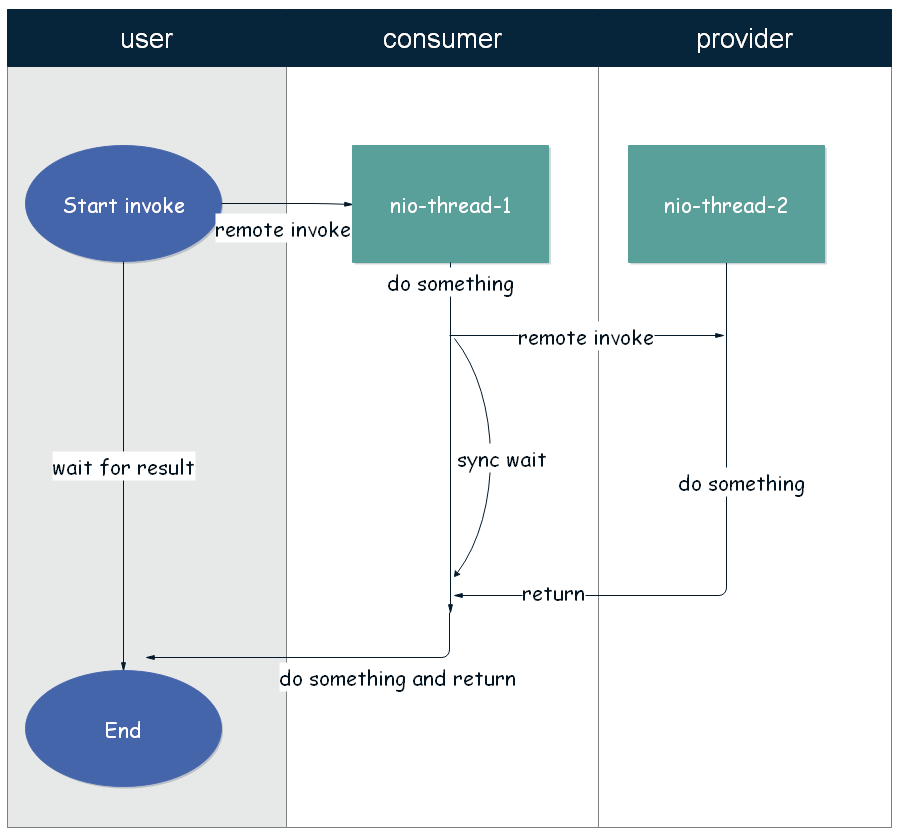 user
consumer
provider
Start invoke
nio-thread-1
nio-thread-2
remote invoke
do something
remote invoke
wait for result
sync wait
do something
return
do something and return
End